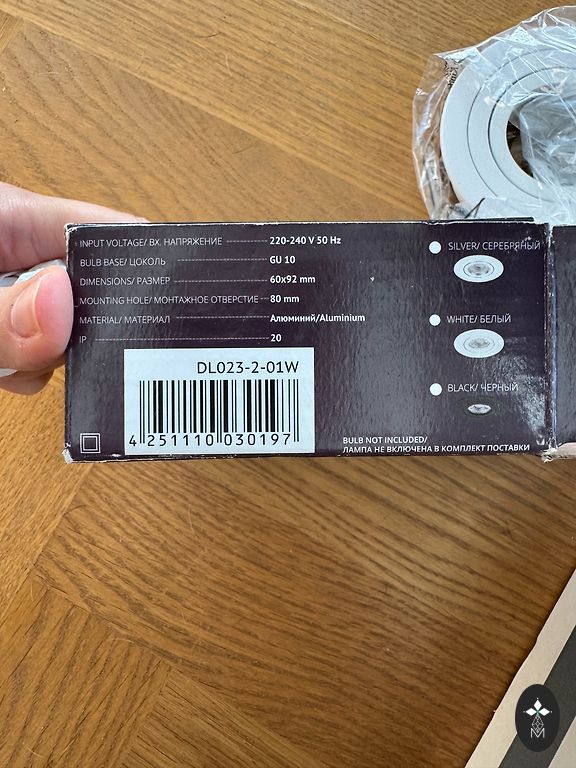 INPUT VOLTAGE/ ВХ. НАПРЯЖЕНИЕ 220-240 V 50 Hz
BULB BASE/ ЦОКОЛЬ GU 10
DIMENSIONS/ РАЗМЕР 60x92 mm
MOUNTING HOLE/ МОНТАЖНОЕ ОТВЕРСТИЕ 80 mm
MATERIAL/ МАТЕРИАЛ Алюминий/Aluminium
IP 20
DL023-2-01W
4 251110 030197
SILVER/ СЕРЕБРЯНЫЙ
WHITE/ БЕЛЫЙ
BLACK/ ЧЕРНЫЙ
BULB NOT INCLUDED/
ЛАМПА НЕ ВКЛЮЧЕНА В КОМПЛЕКТ ПОСТАВКИ
M